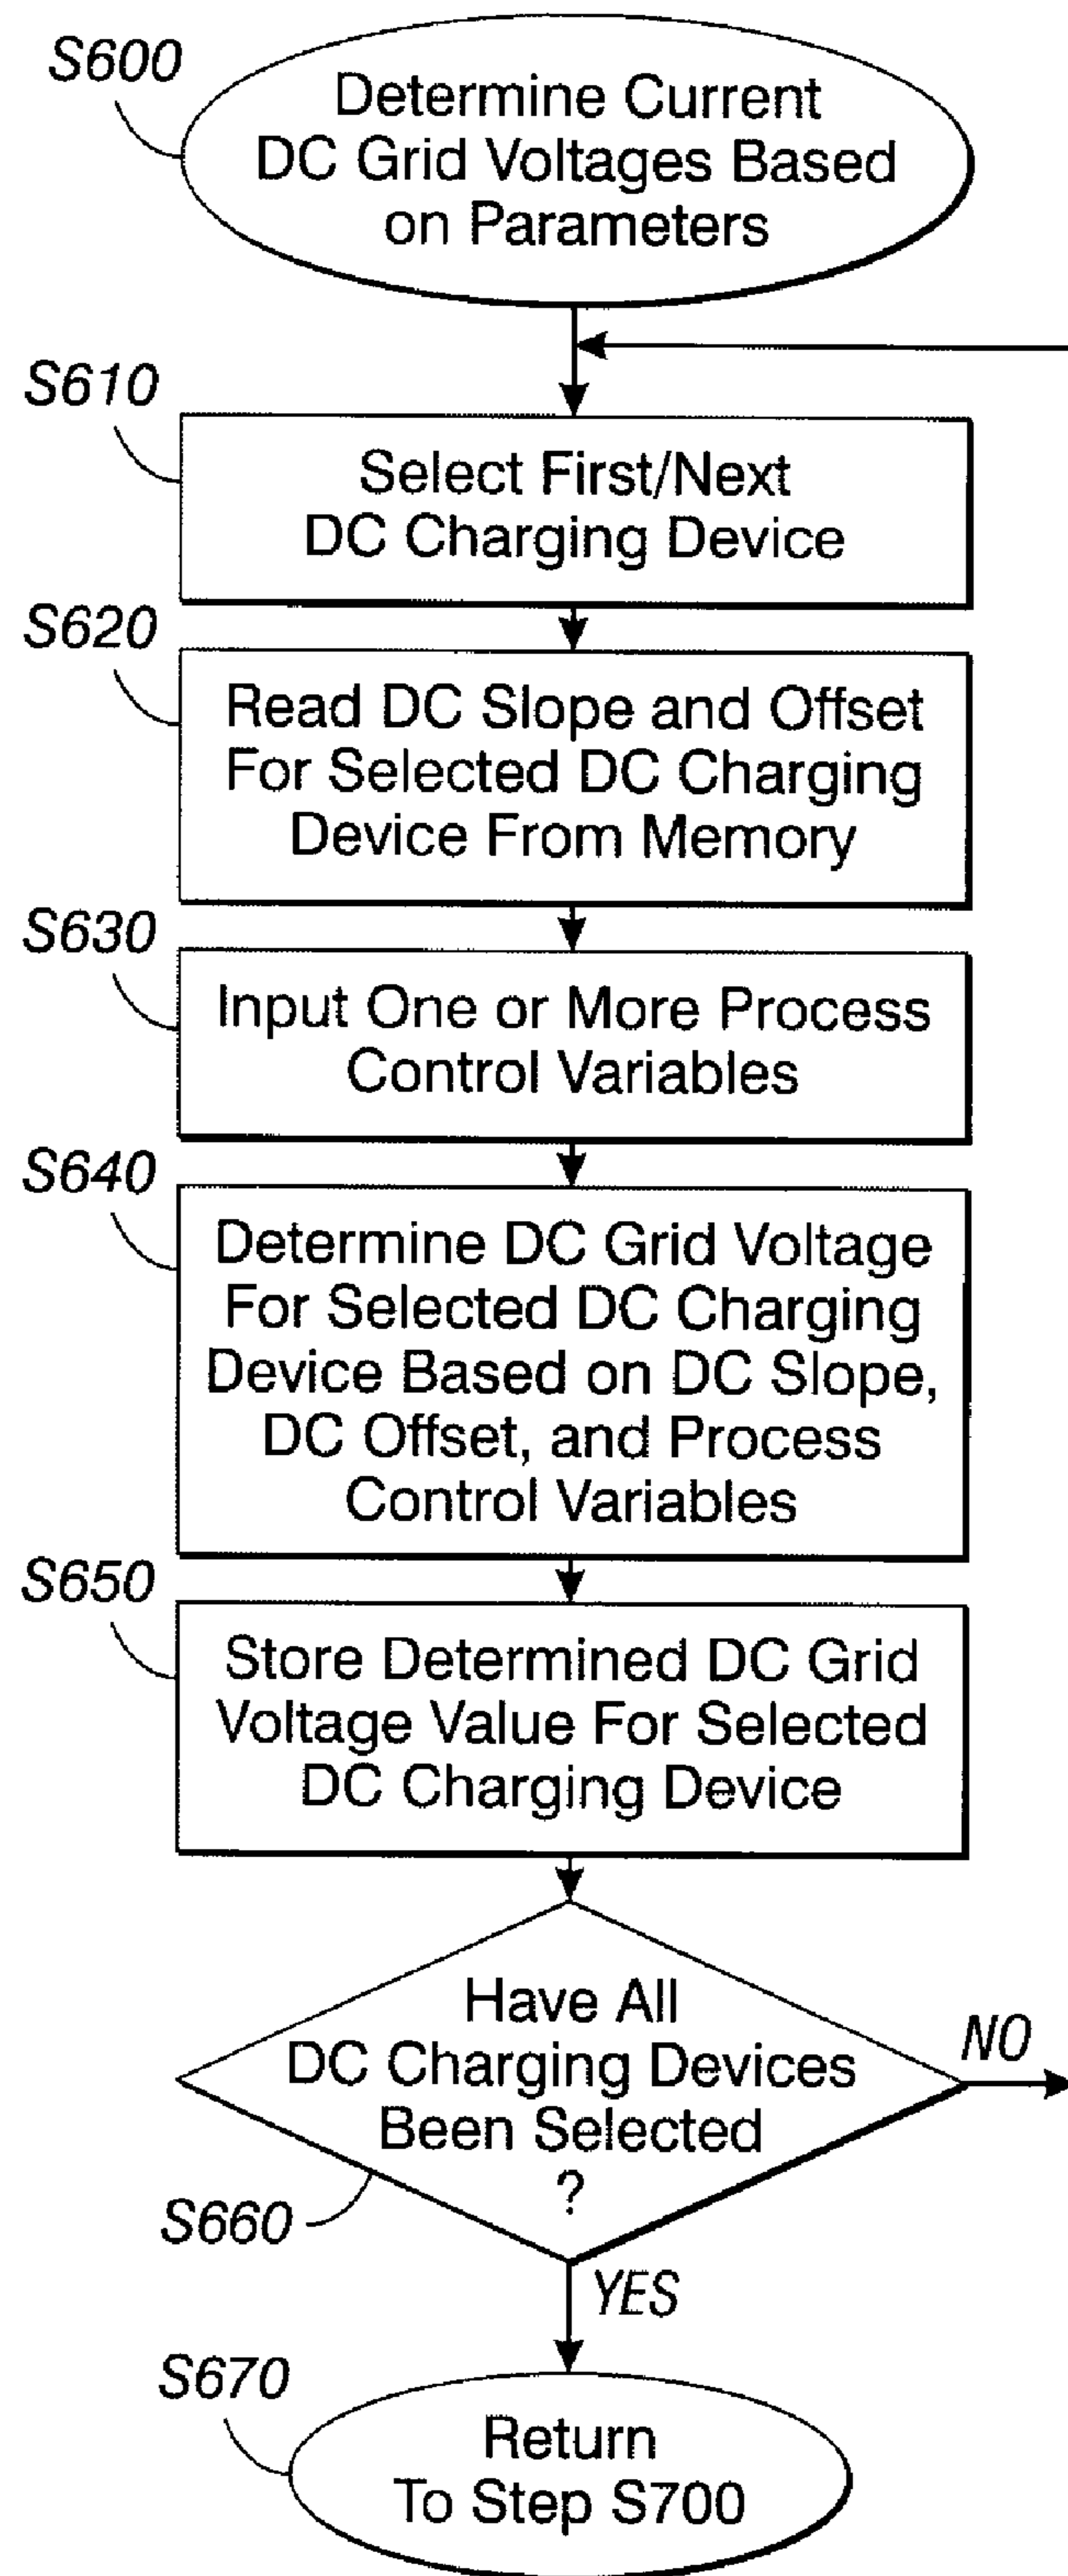 S600
Determine Current
DC Grid Voltages Based
on Parameters
S610
Select First/Next
DC Charging Device
S620
Read DC Slope and Offset
For Selected DC Charging
Device From Memory
S630
Input One or More Process
Control Variables
S640
Determine DC Grid Voltage
For Selected DC Charging
Device Based on DC Slope,
DC Offset, and Process
Control Variables
S650
Store Determined DC Grid
Voltage Value For Selected
DC Charging Device
Have All
DC Charging Devices
Been Selected
?
NO
S660
YES
S670
Return
To Step S700